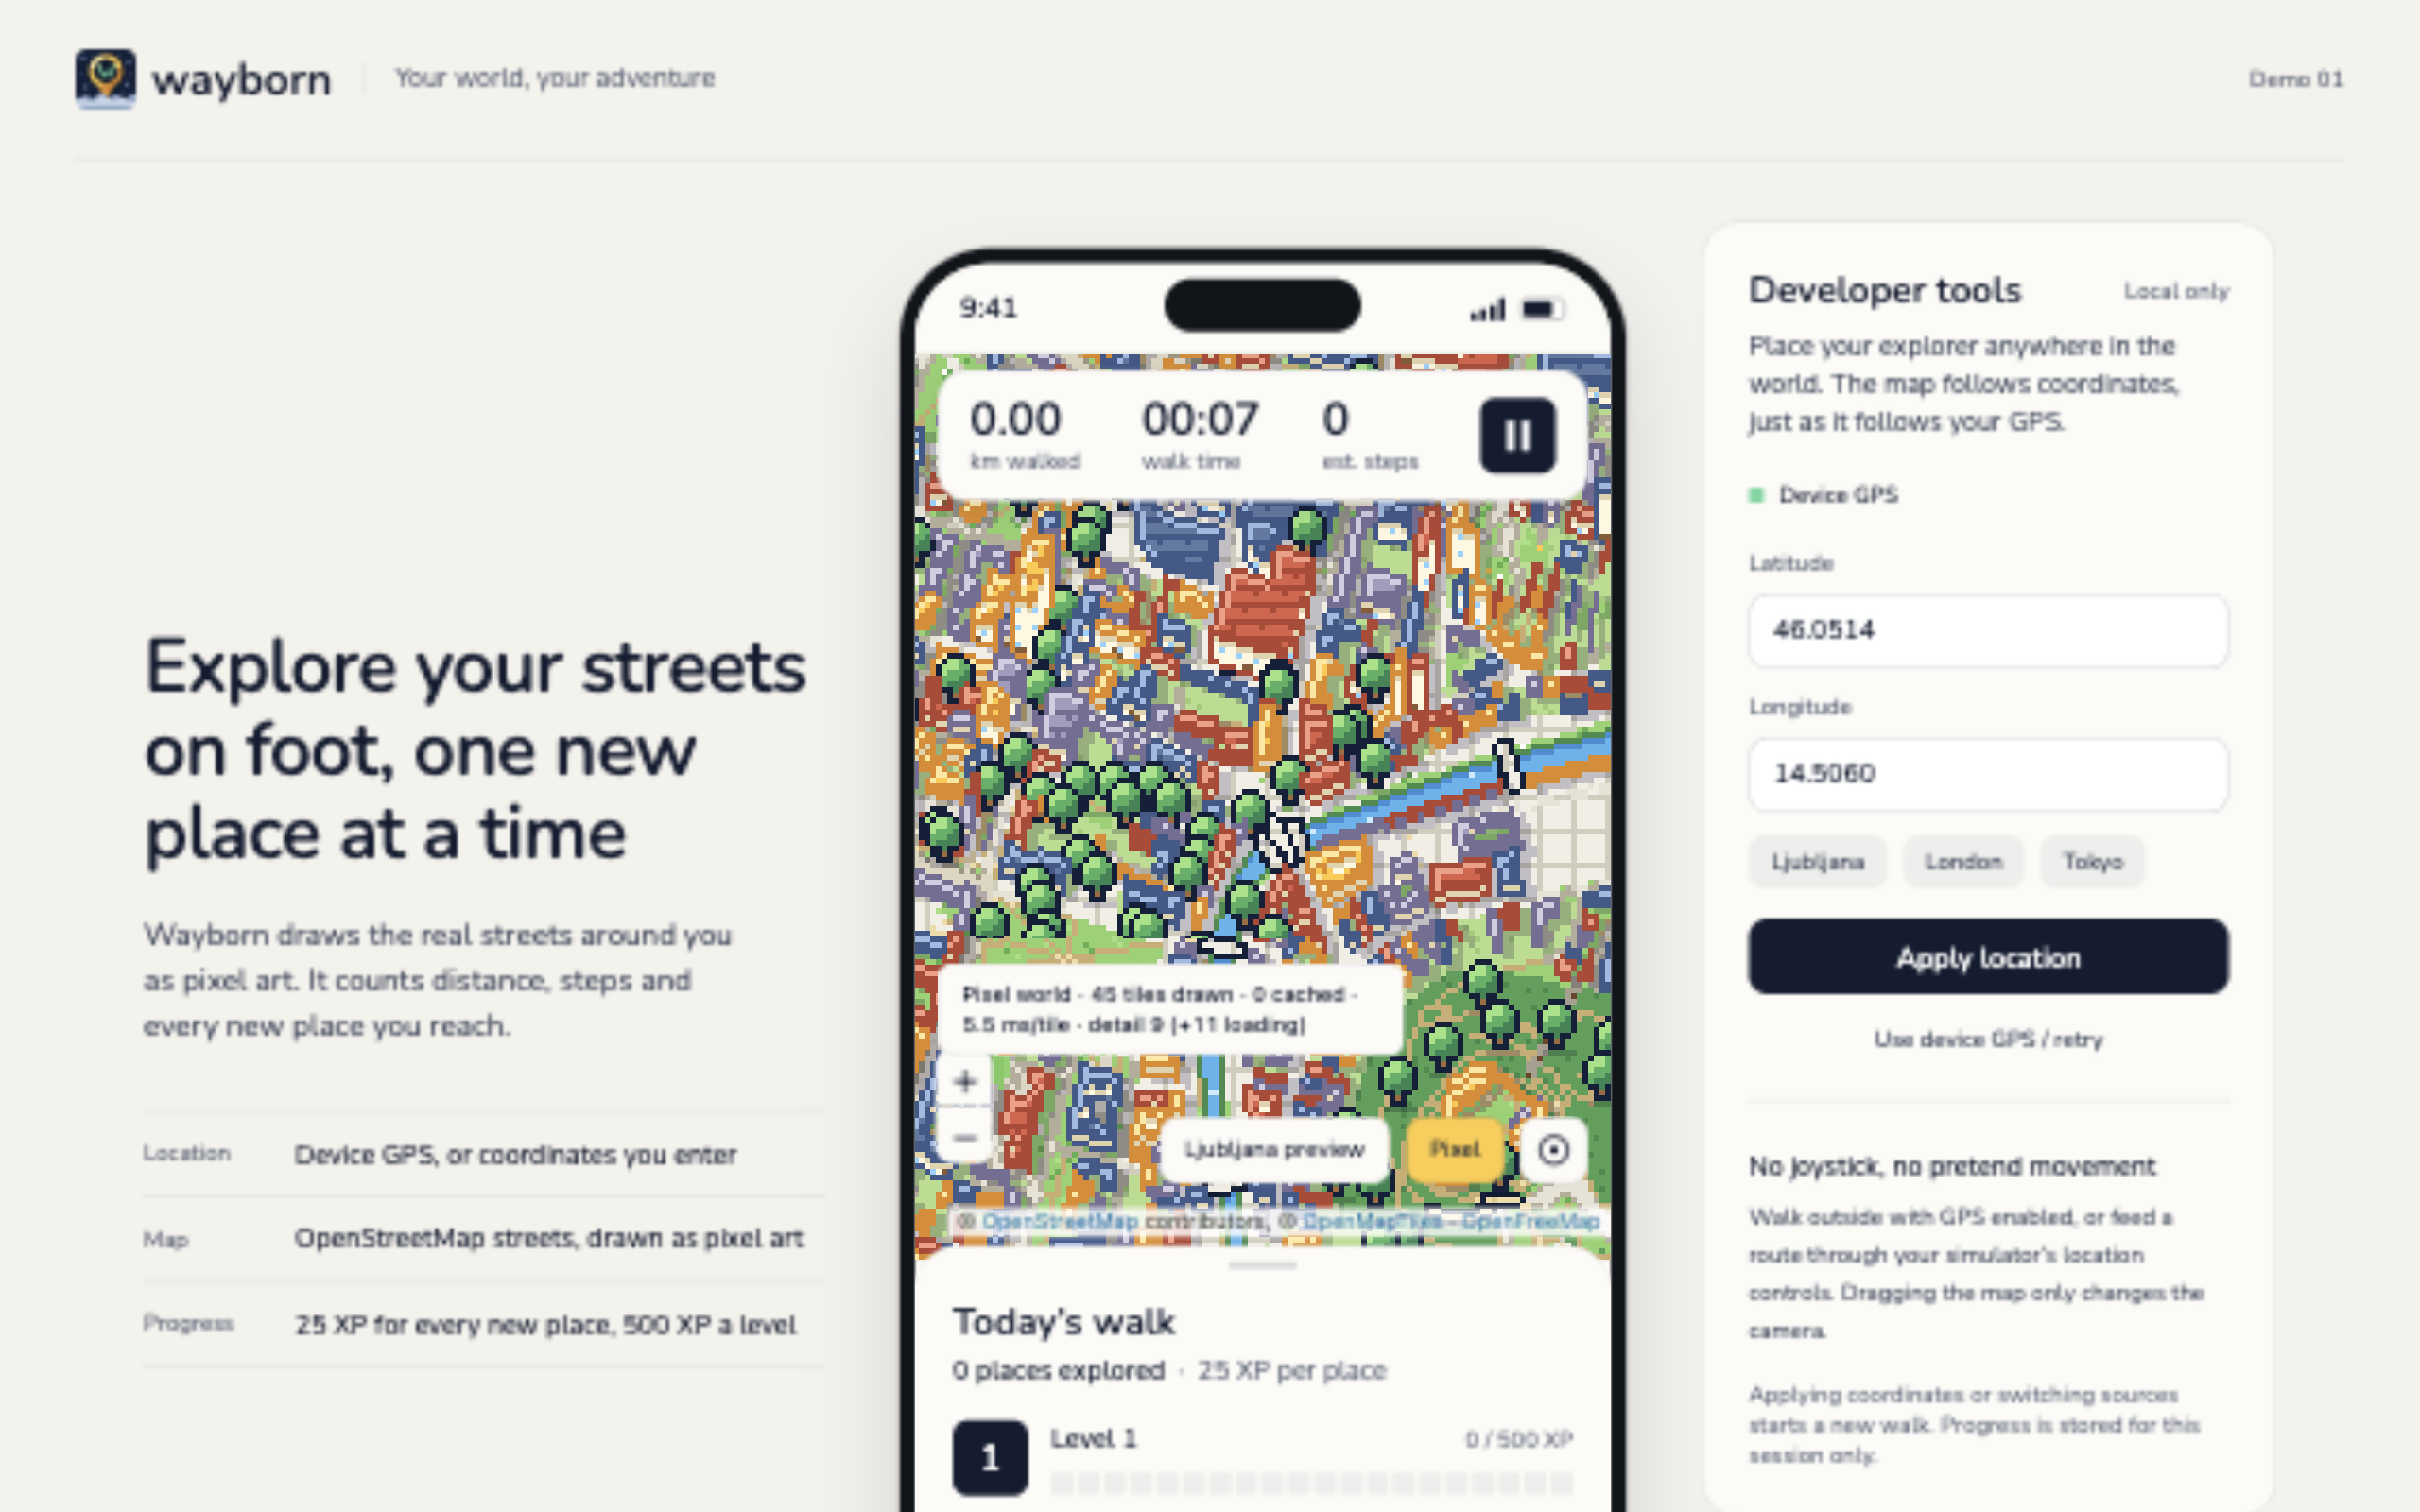 wayborn
Your world, your adventure
Demo 01
Explore your streets
on foot, one new
place at a time
Wayborn draws the real streets around you
as pixel art. It counts distance, steps and
every new place you reach.
Location
Device GPS, or coordinates you enter
Map
OpenStreetMap streets, drawn as pixel art
Progress
25 XP for every new place, 500 XP a level
9:41
0.00
km walked
00:07
walk time
0
est. steps
Pixel world · 45 tiles drawn · 0 cached ·
5.5 ms/tile · detail 9 (+11 loading)
+
−
Ljubljana preview
Pixel
© OpenStreetMap contributors, © OpenMapTiles · OpenFreeMap
Today's walk
0 places explored · 25 XP per place
1
Level 1
0 / 500 XP
Developer tools
Local only
Place your explorer anywhere in the
world. The map follows coordinates,
just as it follows your GPS.
Device GPS
Latitude
46.0514
Longitude
14.5060
Ljubljana
London
Tokyo
Apply location
Use device GPS / retry
No joystick, no pretend movement
Walk outside with GPS enabled, or feed a
route through your simulator's location
controls. Dragging the map only changes the
camera.
Applying coordinates or switching sources
starts a new walk. Progress is stored for this
session only.